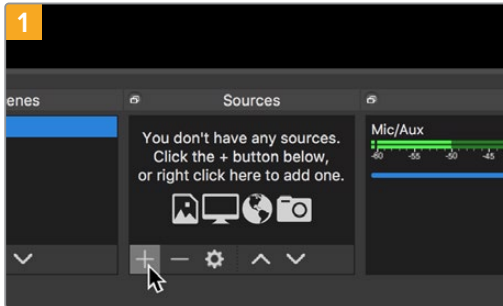 1
enes
Sources
You don't have any sources.
Click the + button below,
or right click here to add one.
Mic/Aux
-60 -55 -50 -45